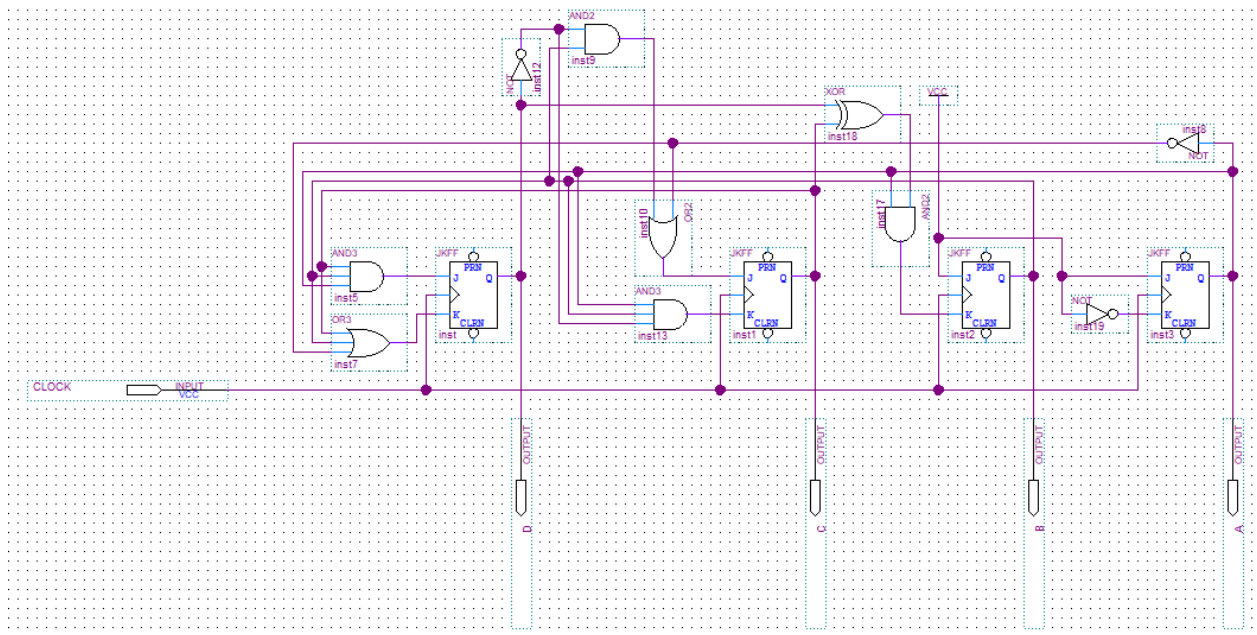 AND2
inst9
NOT
inst12
XOR
inst18
VCC
inst8
NOT
inst10
OR2
inst17
AND2
AND3
inst5
JKFF
PRN
J
Q
K
CLRN
inst
OR3
inst7
AND3
inst13
JKFF
PRN
J
Q
K
CLRN
inst1
JKFF
PRN
J
Q
K
CLRN
inst2
NOT
inst19
JKFF
PRN
J
Q
K
CLRN
inst3
CLOCK
INPUT
VCC
OUTPUT
D
OUTPUT
C
OUTPUT
B
OUTPUT
A